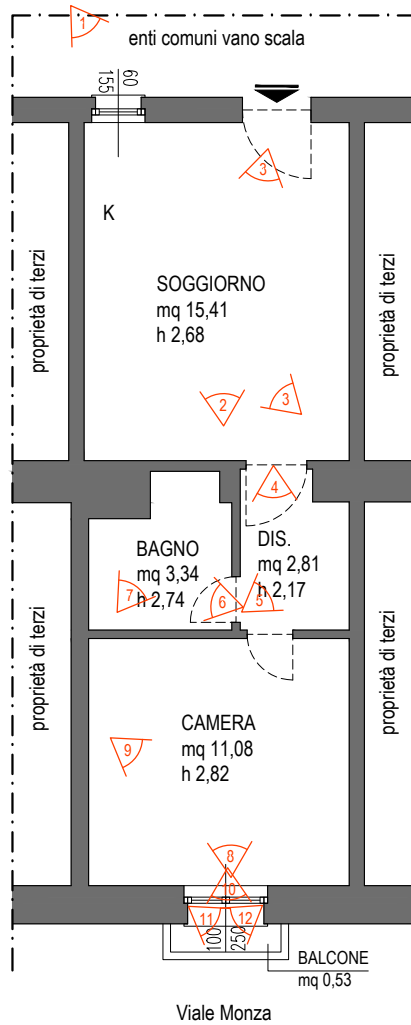 1
enti comuni vano scala
155
60
3
K
proprietà di terzi
proprietà di terzi
SOGGIORNO
mq 15,41
h 2,68
2
3
4
BAGNO
mq 3,34
h 2,74
DIS.
mq 2,81
h 2,17
7
6
5
proprietà di terzi
proprietà di terzi
CAMERA
mq 11,08
h 2,82
9
8
0
11
12
100
250
BALCONE
mq 0,53
Viale Monza